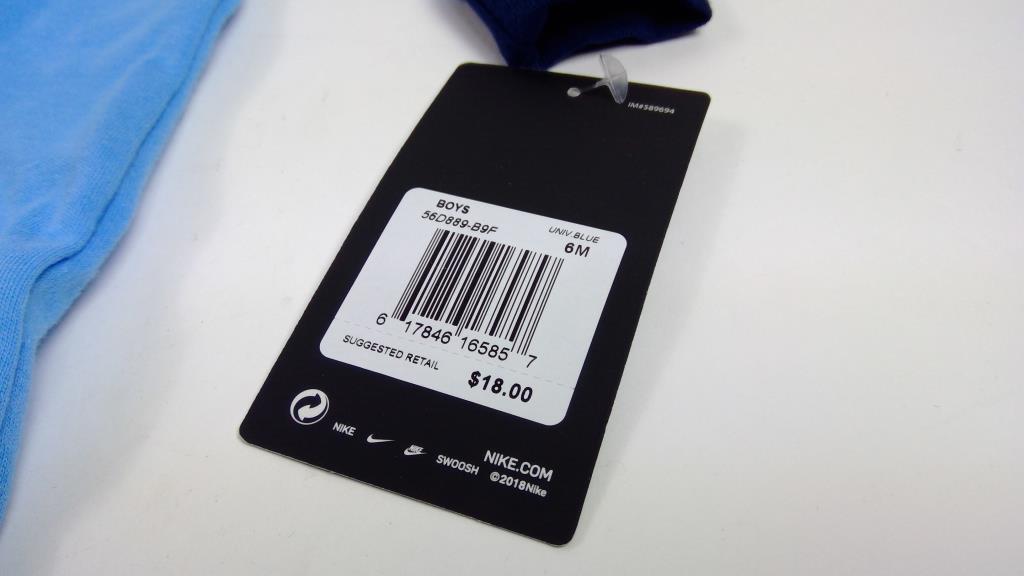 IM#589694
BOYS
56D889-B9F UNIV.BLUE
6M
6 17846 16585 7
SUGGESTED RETAIL $18.00
NIKE NIKE SWOOSH NIKE.COM
©2018Nike